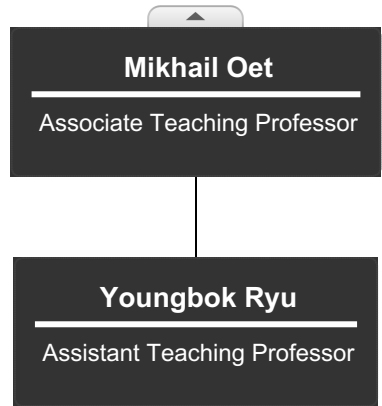 Mikhail Oet
Associate Teaching Professor
Youngbok Ryu
Assistant Teaching Professor